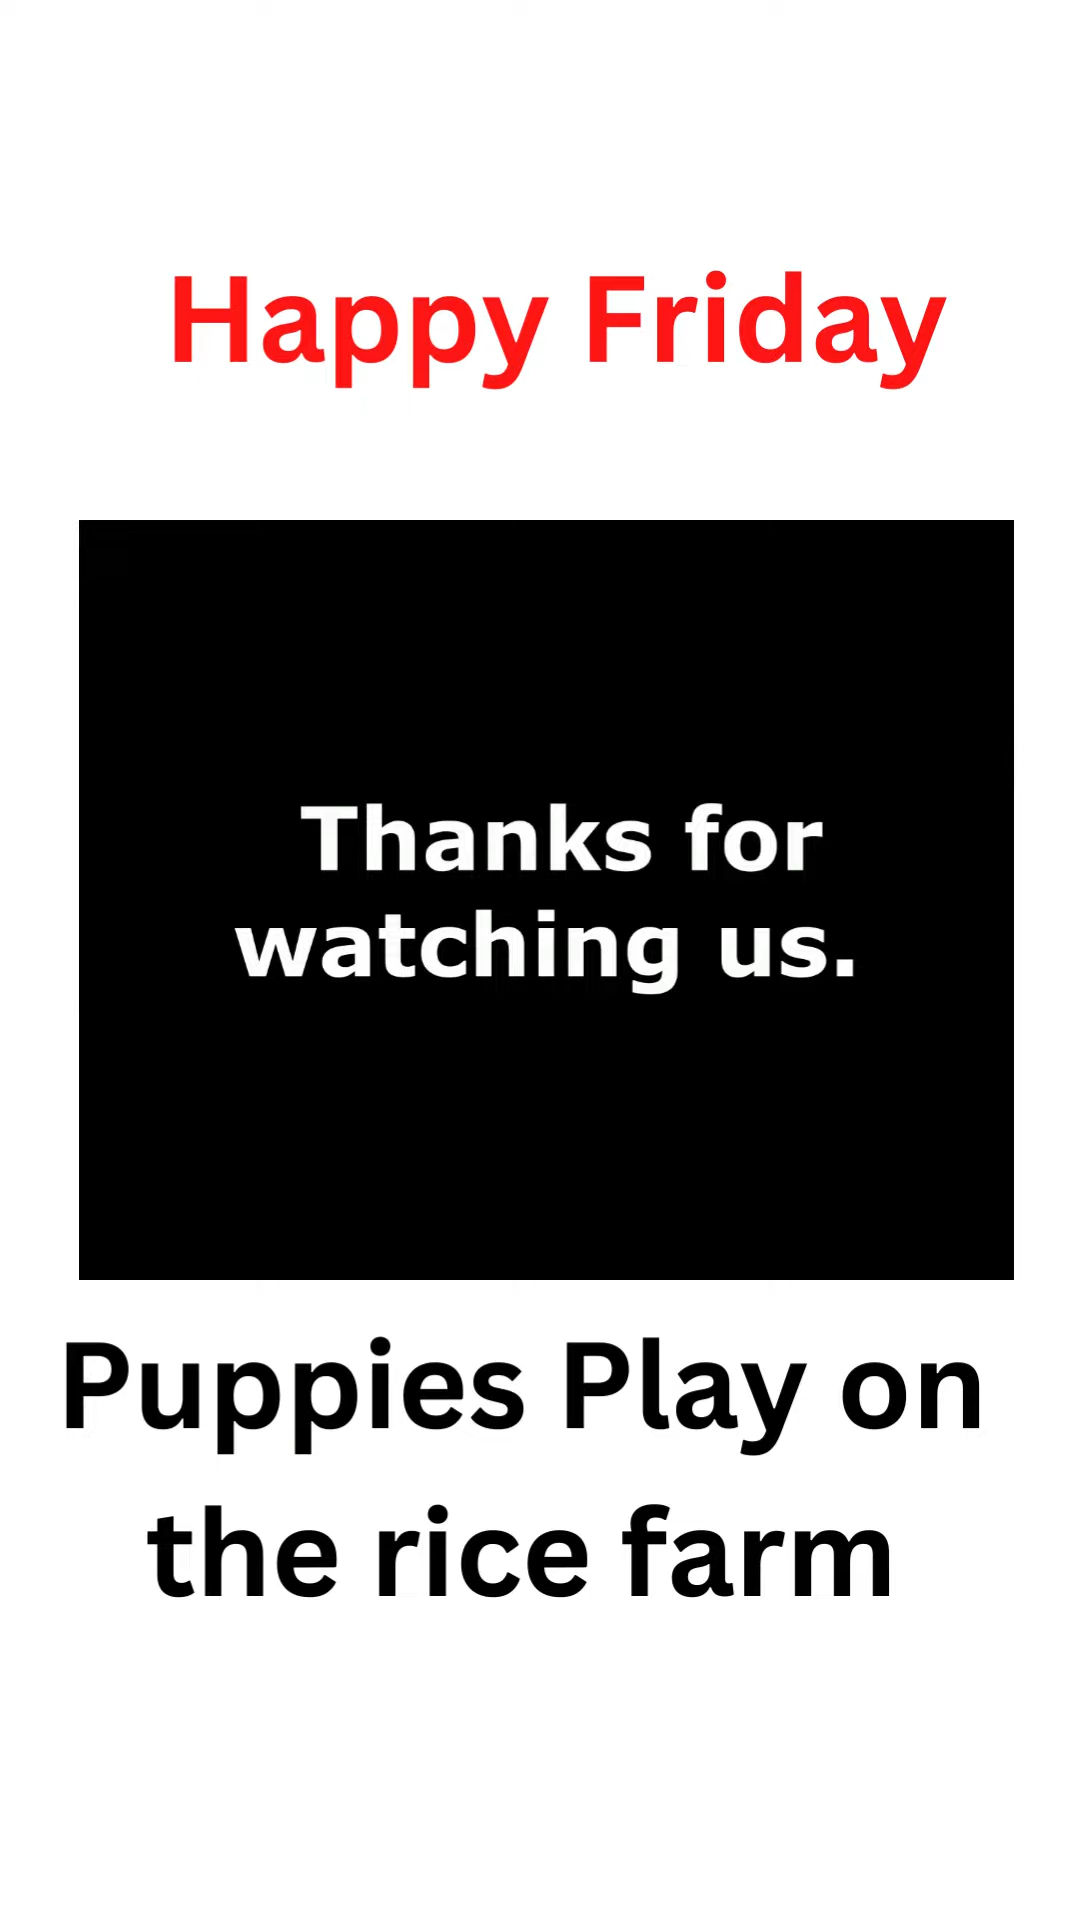 Happy Friday
Thanks for
watching us.
Puppies Play on
the rice farm